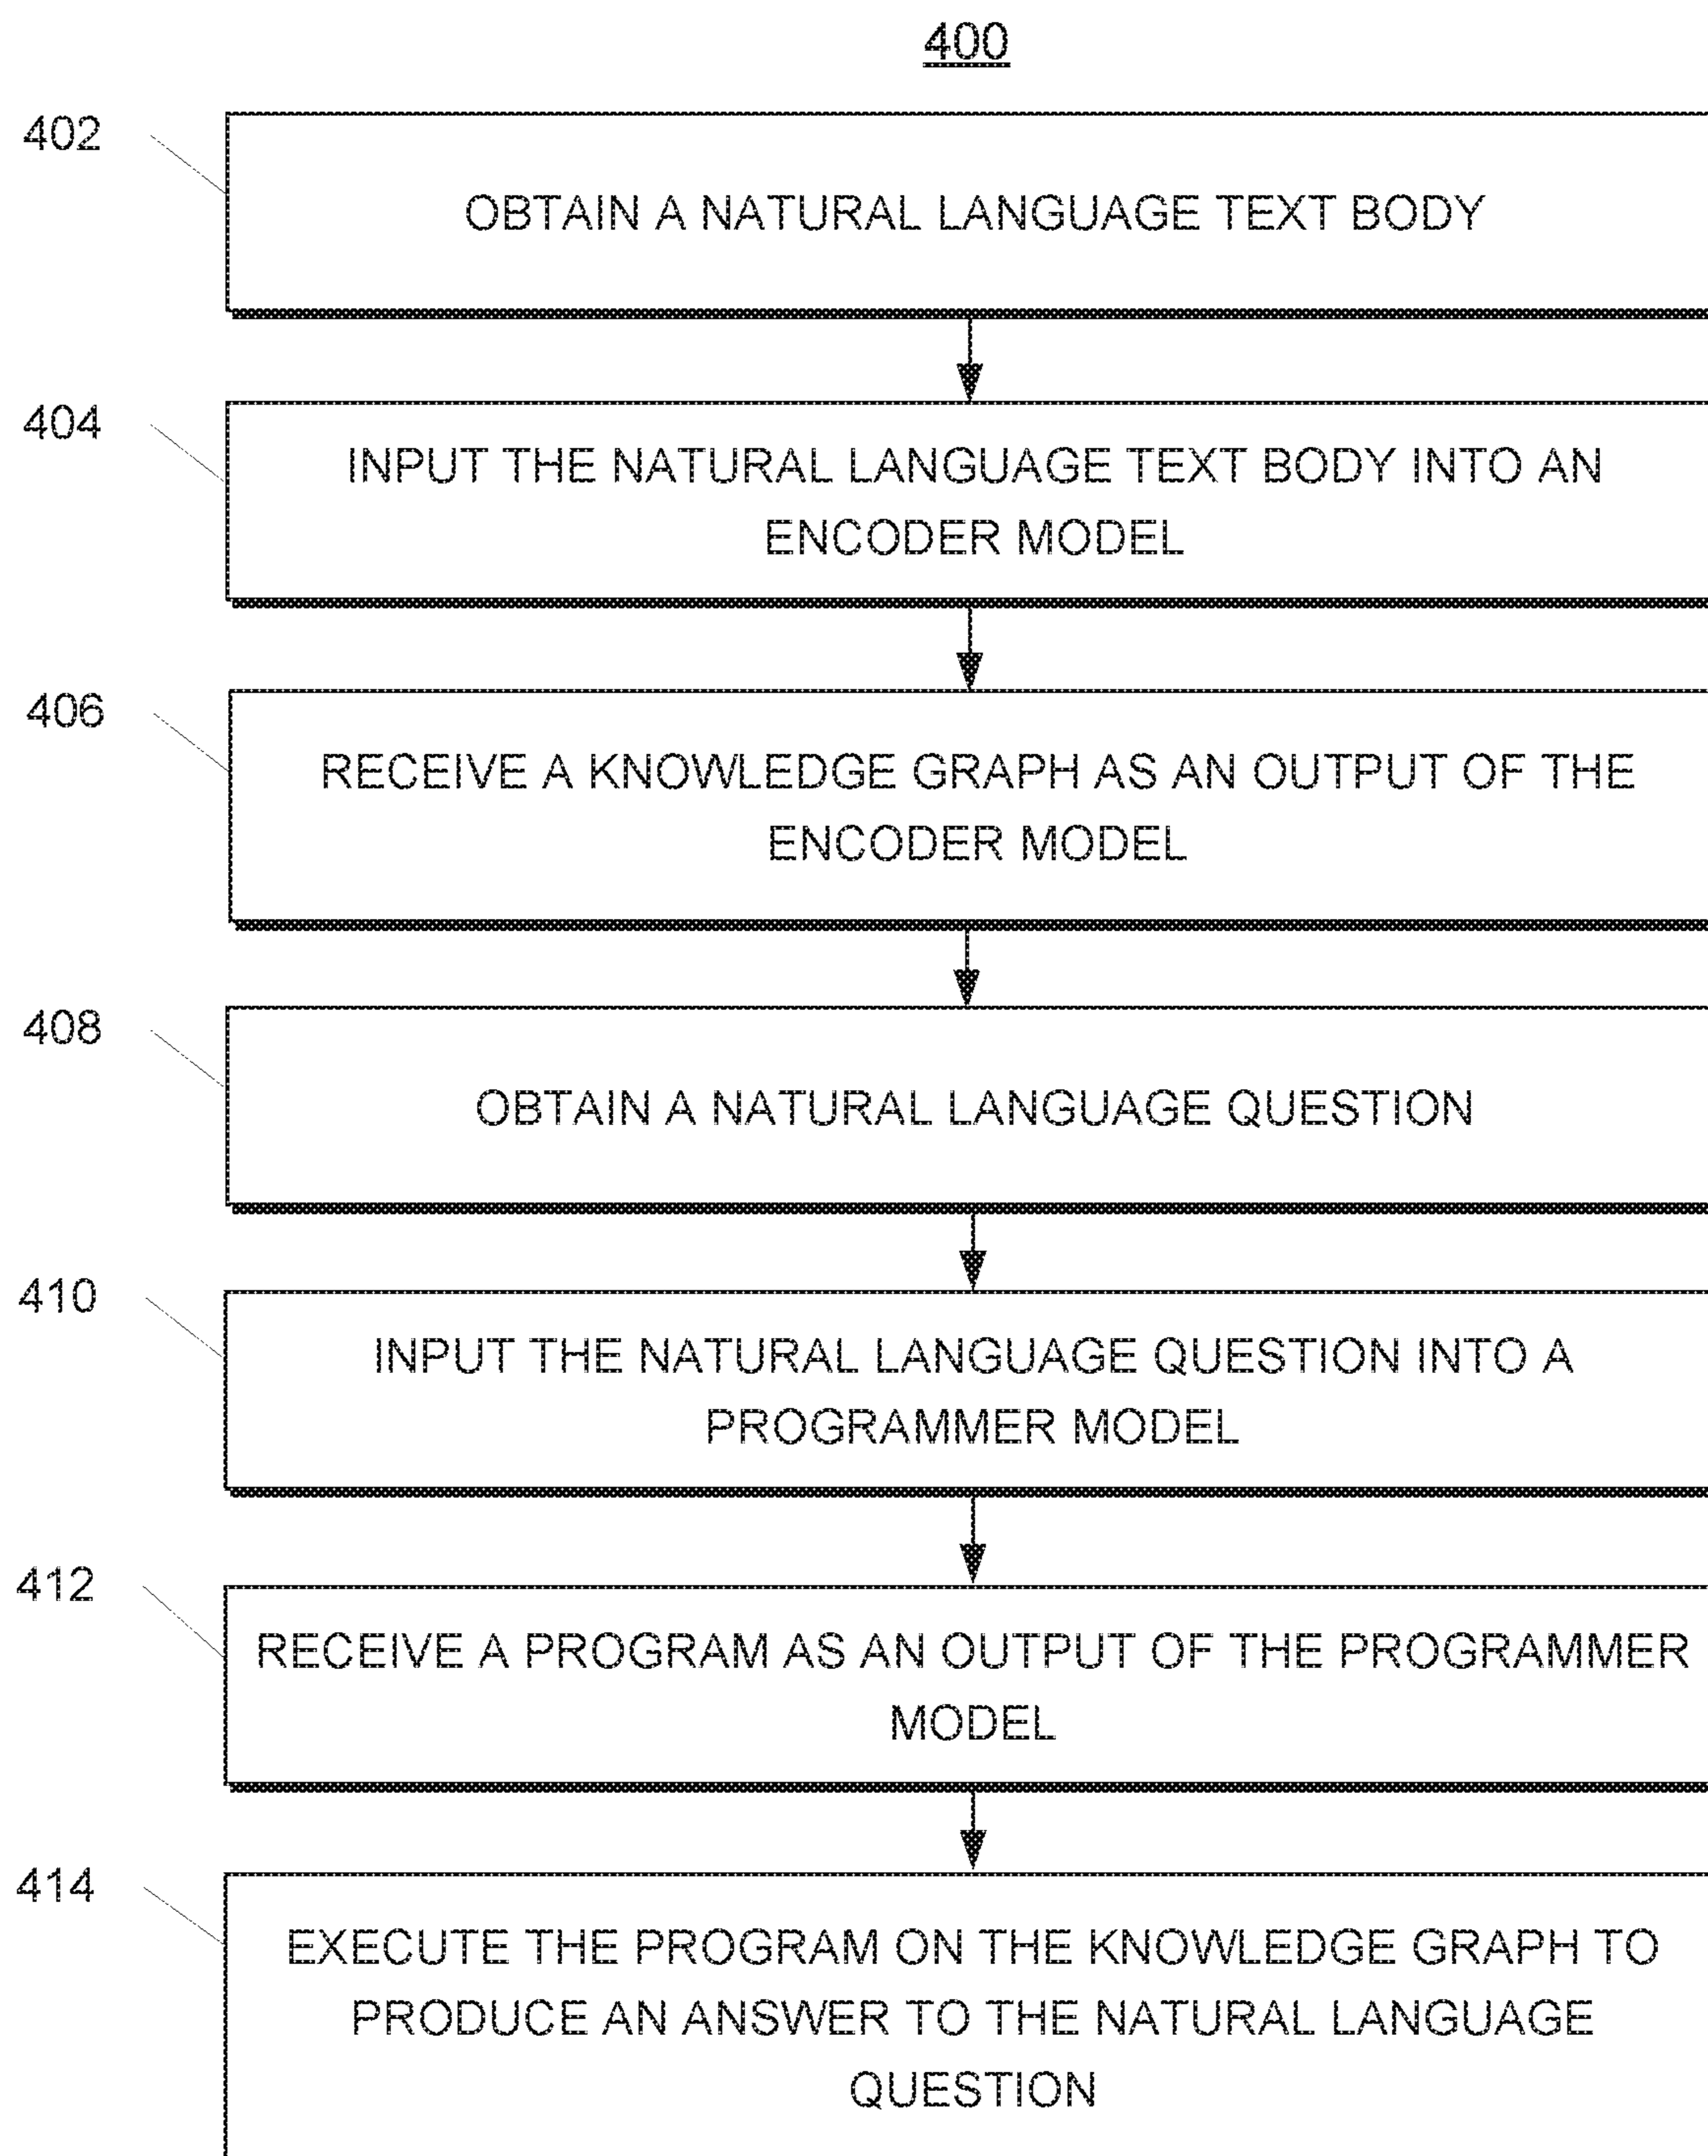 400
402
OBTAIN A NATURAL LANGUAGE TEXT BODY
404
INPUT THE NATURAL LANGUAGE TEXT BODY INTO AN
ENCODER MODEL
406
RECEIVE A KNOWLEDGE GRAPH AS AN OUTPUT OF THE
ENCODER MODEL
408
OBTAIN A NATURAL LANGUAGE QUESTION
410
INPUT THE NATURAL LANGUAGE QUESTION INTO A
PROGRAMMER MODEL
412
RECEIVE A PROGRAM AS AN OUTPUT OF THE PROGRAMMER
MODEL
414
EXECUTE THE PROGRAM ON THE KNOWLEDGE GRAPH TO
PRODUCE AN ANSWER TO THE NATURAL LANGUAGE
QUESTION